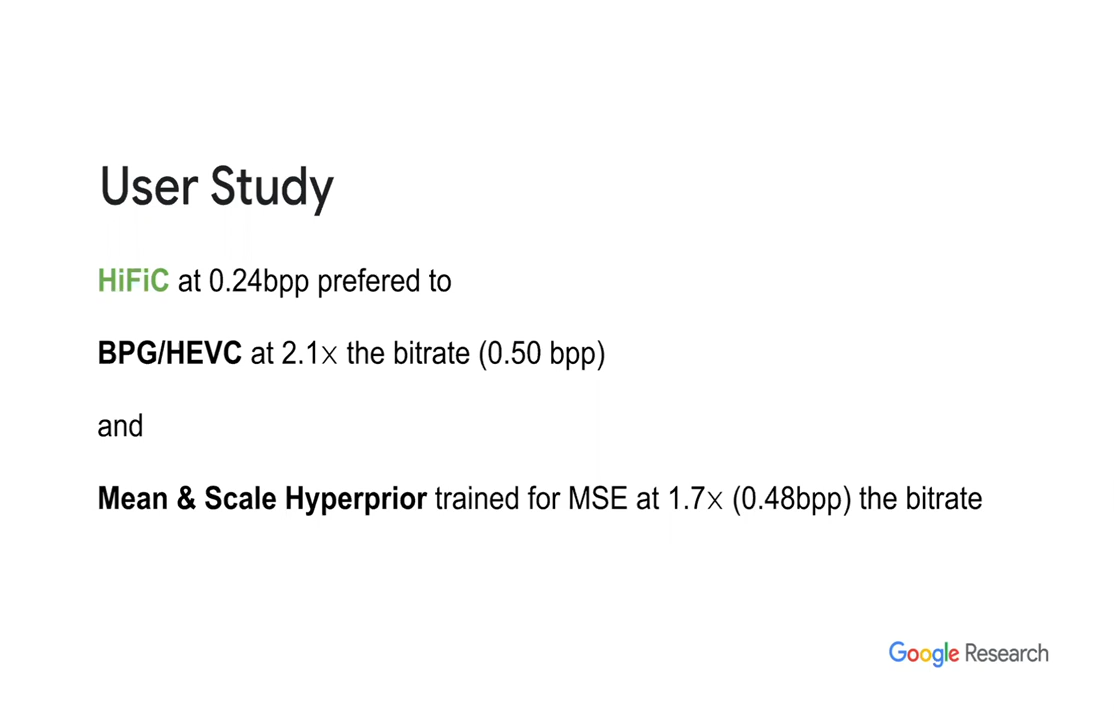 User Study
HiFiC at 0.24bpp prefered to
BPG/HEVC at 2.1× the bitrate (0.50 bpp)
and
Mean & Scale Hyperprior trained for MSE at 1.7× (0.48bpp) the bitrate
Google Research